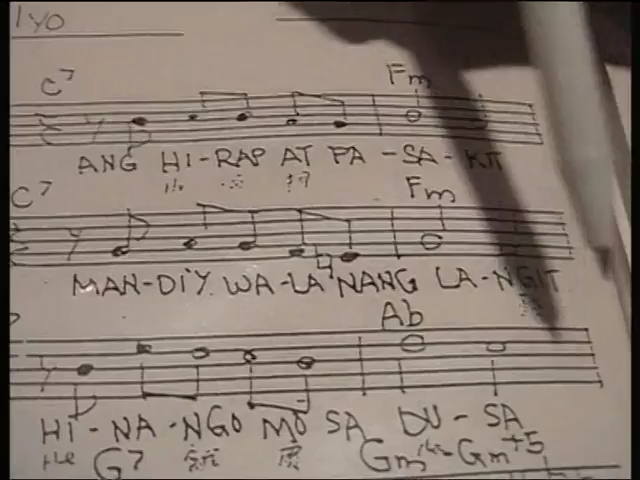 IYO
C7 Fm
ANG HI-RAP AT PA-SA-KIT
C7 Fm
MAN-DIY WA-LA NANG LA-NGIT
Ab
HI-NA-NGO MO SA DU-SA
G7 Gm Gm+5